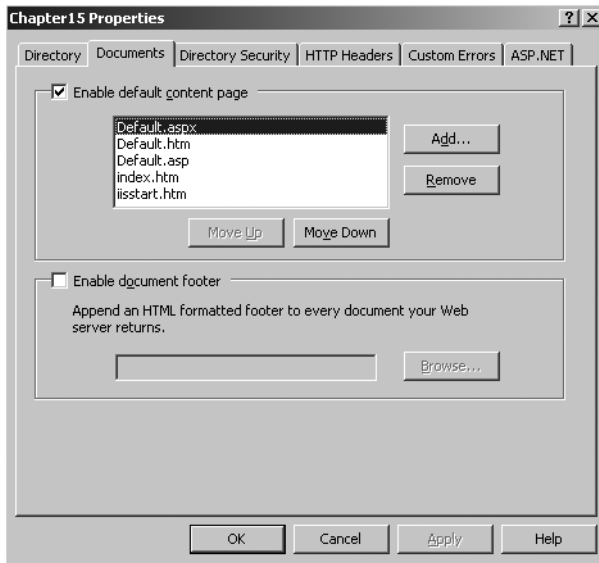 Chapter15 Properties
? X
Directory Documents Directory Security HTTP Headers Custom Errors ASP.NET
Enable default content page
Default.aspx
Default.htm
Default.asp
index.htm
iisstart.htm
Add...
Remove
Move Up Move Down
Enable document footer
Append an HTML formatted footer to every document your Web
server returns.
Browse...
OK Cancel Apply Help